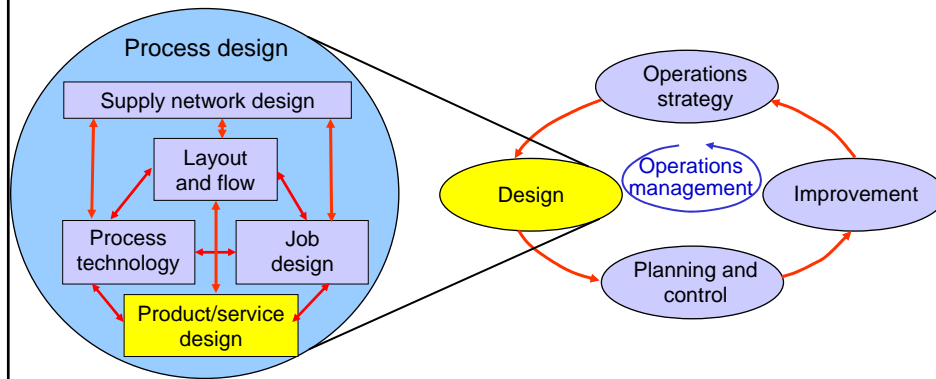 Process design
Supply network design
Layout
and flow
Process
technology
Job
design
Product/service
design
Operations
strategy
Design
Operations
management
Improvement
Planning and
control